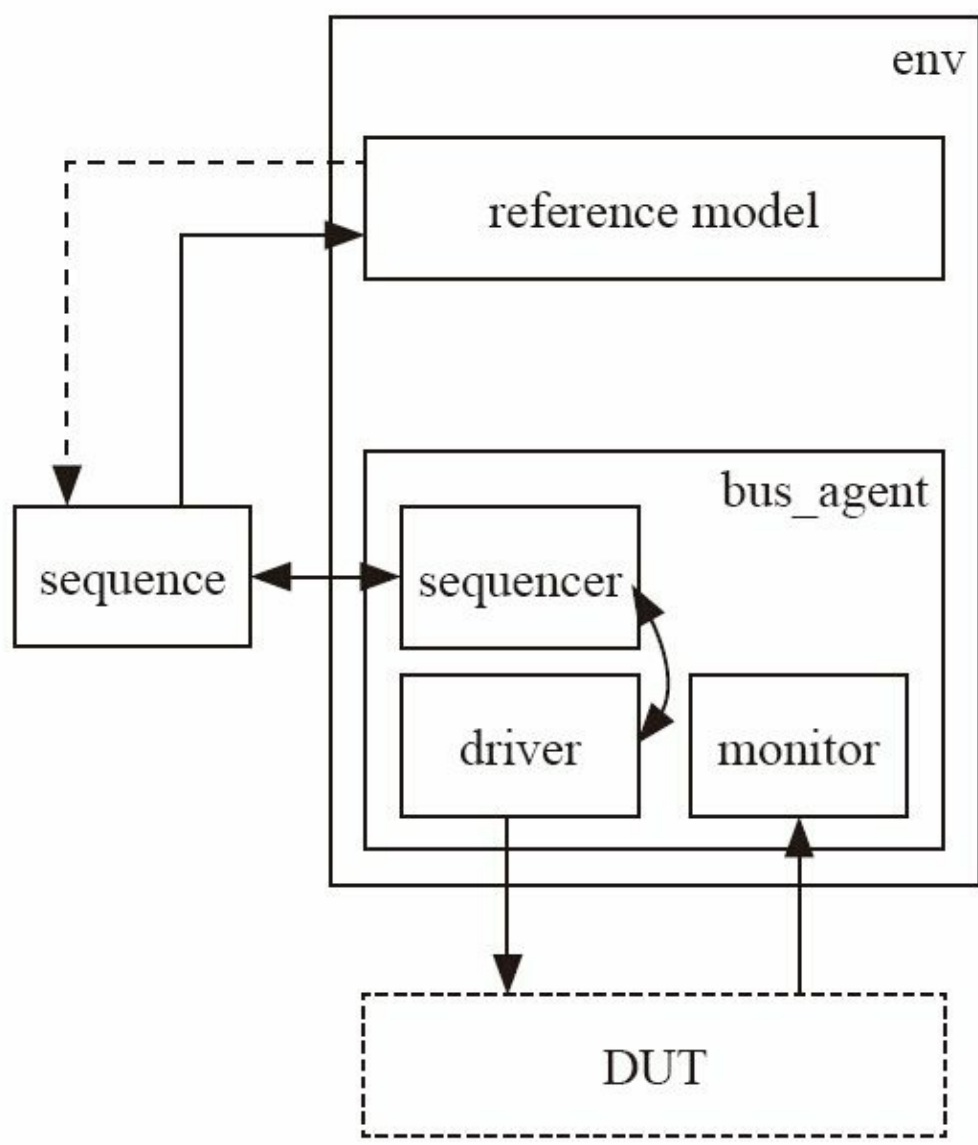 env
reference model
bus_agent
sequence
sequencer
driver
monitor
DUT